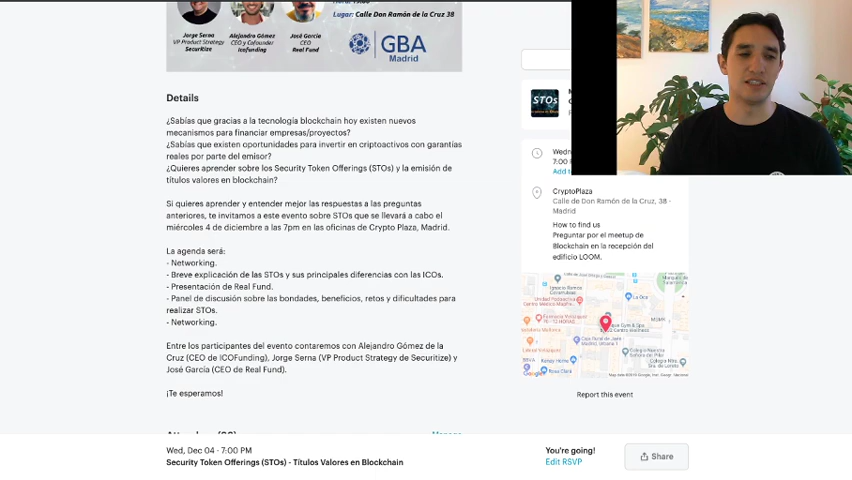 Lugar: Calle Don Ramón de la Cruz 38
Jorge Serna
VP Product Strategy
Securitize
Alejandro Gómez
CEO y Cofounder
Icofunding
José García
CEO
Real Fund
GBA
Madrid
Details
¿Sabías que gracias a la tecnología blockchain hoy existen nuevos
mecanismos para financiar empresas/proyectos?
¿Sabías que existen oportunidades para invertir en criptoactivos con garantías
reales por parte del emisor?
¿Quieres aprender sobre los Security Token Offerings (STOs) y la emisión de
títulos valores en blockchain?
Si quieres aprender y entender mejor las respuestas a las preguntas
anteriores, te invitamos a este evento sobre STOs que se llevará a cabo el
miércoles 4 de diciembre a las 7pm en las oficinas de Crypto Plaza, Madrid.
La agenda será:
- Networking.
- Breve explicación de las STOs y sus principales diferencias con las ICOs.
- Presentación de Real Fund.
- Panel de discusión sobre las bondades, beneficios, retos y dificultades para
realizar STOs.
- Networking.
Entre los participantes del evento contaremos con Alejandro Gómez de la
Cruz (CEO de ICOFunding), Jorge Serna (VP Product Strategy de Securitize) y
José García (CEO de Real Fund).
¡Te esperamos!
STOs
Wedn
7:00 P
Add t
CryptoPlaza
Calle de Don Ramón de la Cruz, 38 -
Madrid
How to find us
Preguntar por el meetup de
Blockchain en la recepción del
edificio LOOM.
La Oca
Google
Report this event
Wed, Dec 04 · 7:00 PM
Security Token Offerings (STOs) - Títulos Valores en Blockchain
You're going!
Edit RSVP
Share